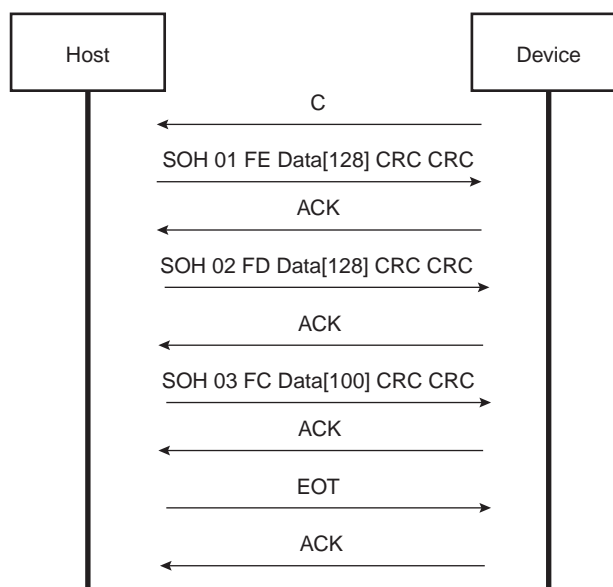 Host
Device
C
SOH 01 FE Data[128] CRC CRC
ACK
SOH 02 FD Data[128] CRC CRC
ACK
SOH 03 FC Data[100] CRC CRC
ACK
EOT
ACK